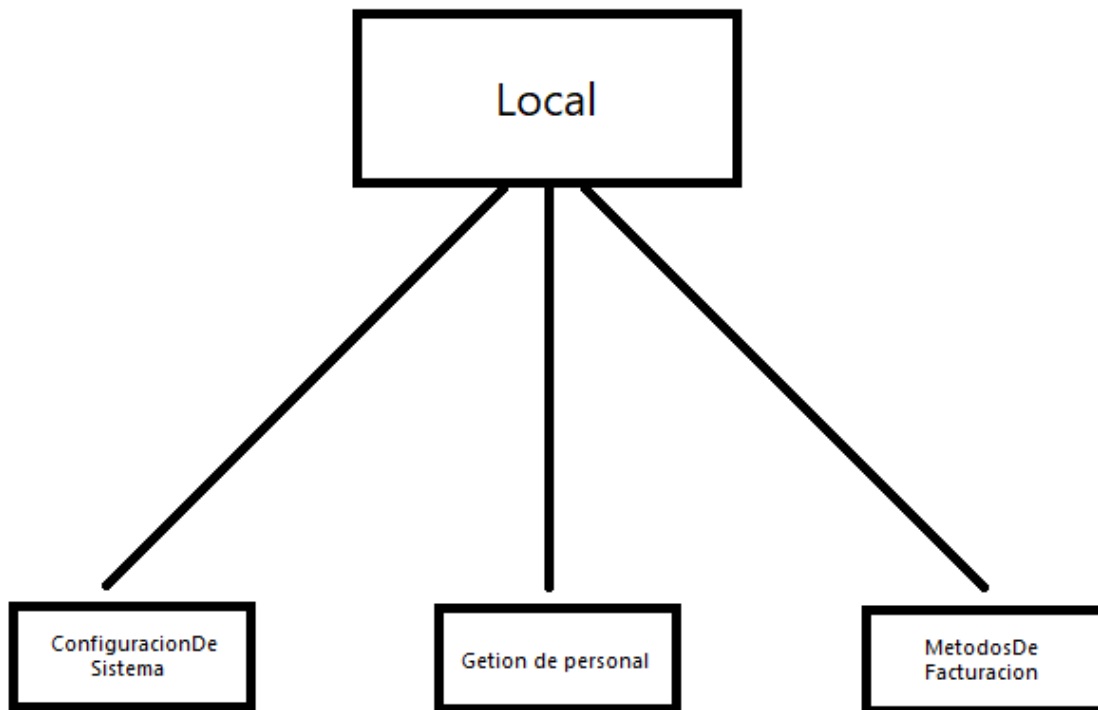 Local
ConfiguracionDe
Sistema
Getion de personal
MetodosDe
Facturacion